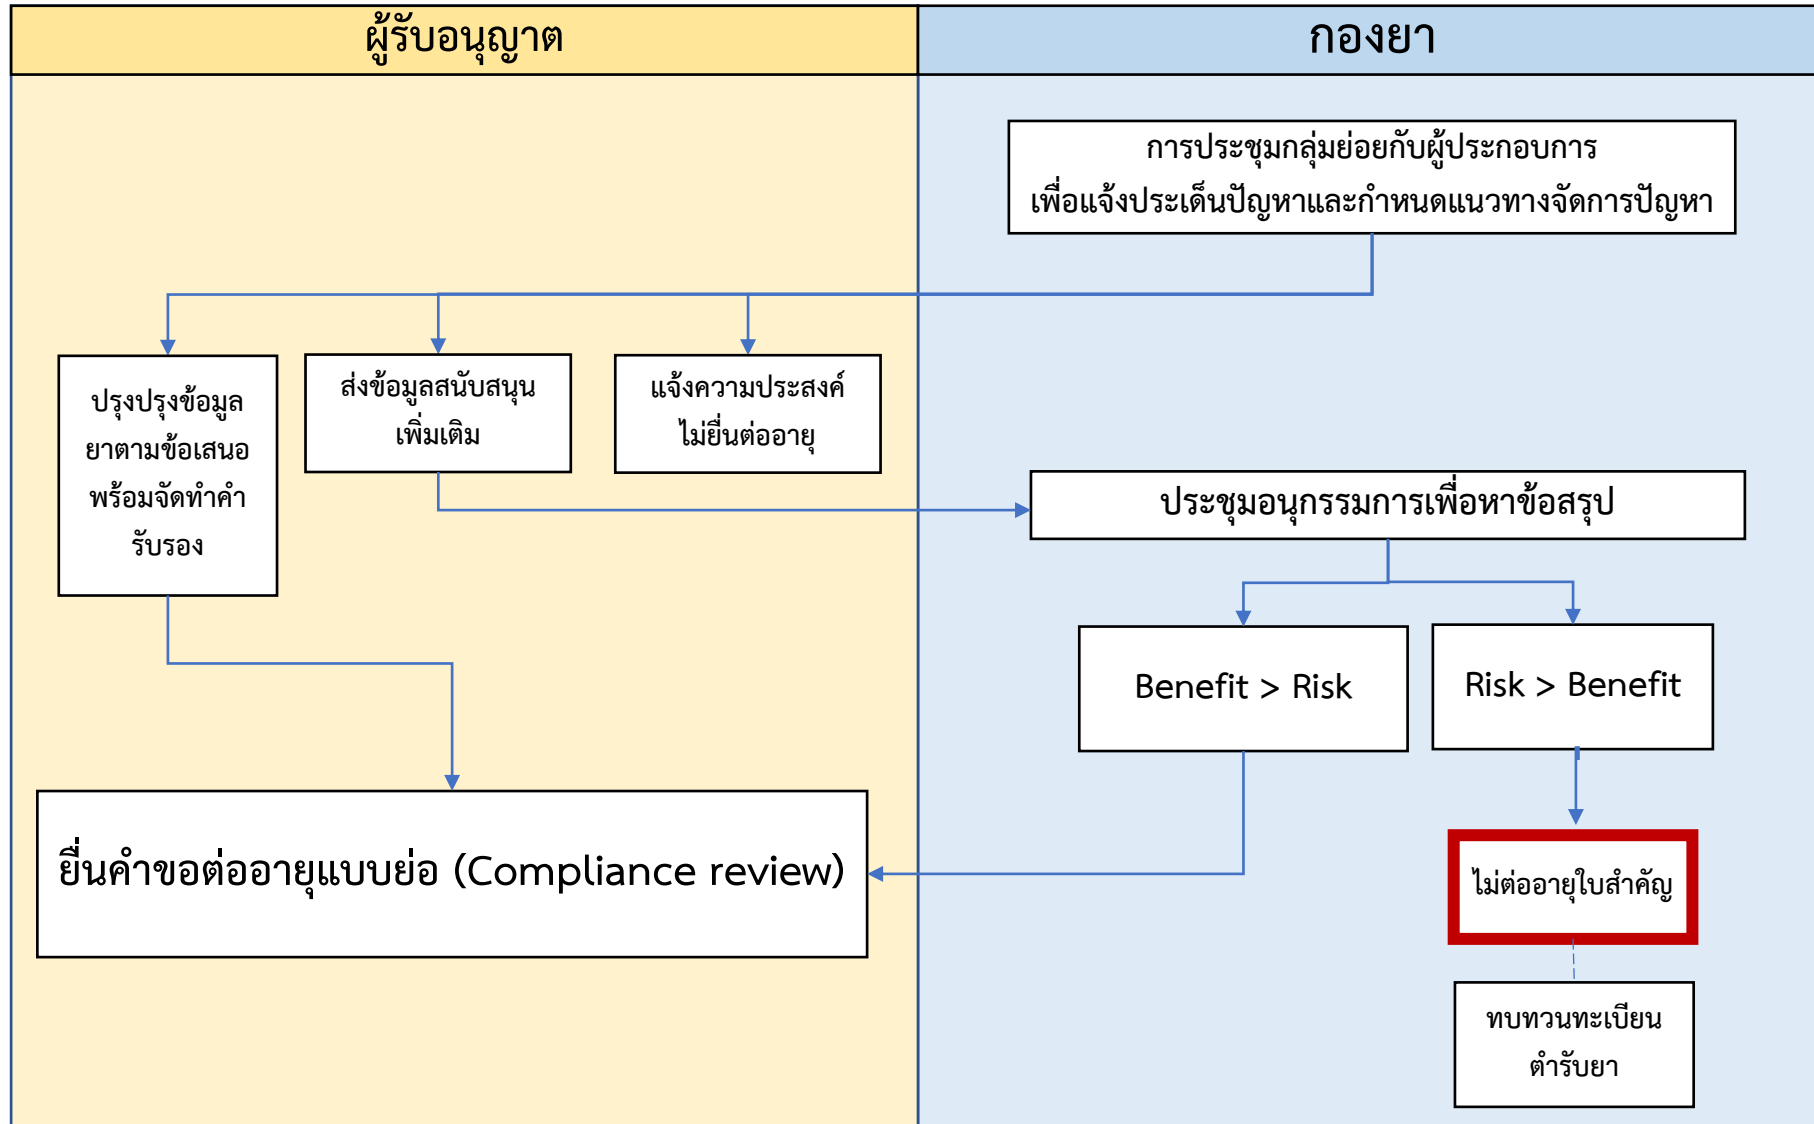 ผู้รับอนุญาต
กองยา
การประชุมกลุ่มย่อยกับผู้ประกอบการ
เพื่อแจ้งประเด็นปัญหาและกำหนดแนวทางจัดการปัญหา
ปรุงปรุงข้อมูล
ยาตามข้อเสนอ
พร้อมจัดทำคำ
รับรอง
ส่งข้อมูลสนับสนุน
เพิ่มเติม
แจ้งความประสงค์
ไม่ยื่นต่ออายุ
ประชุมอนุกรรมการเพื่อหาข้อสรุป
Benefit > Risk
Risk > Benefit
ยื่นคำขอต่ออายุแบบย่อ (Compliance review)
ไม่ต่ออายุใบสำคัญ
ทบทวนทะเบียน
ตำรับยา